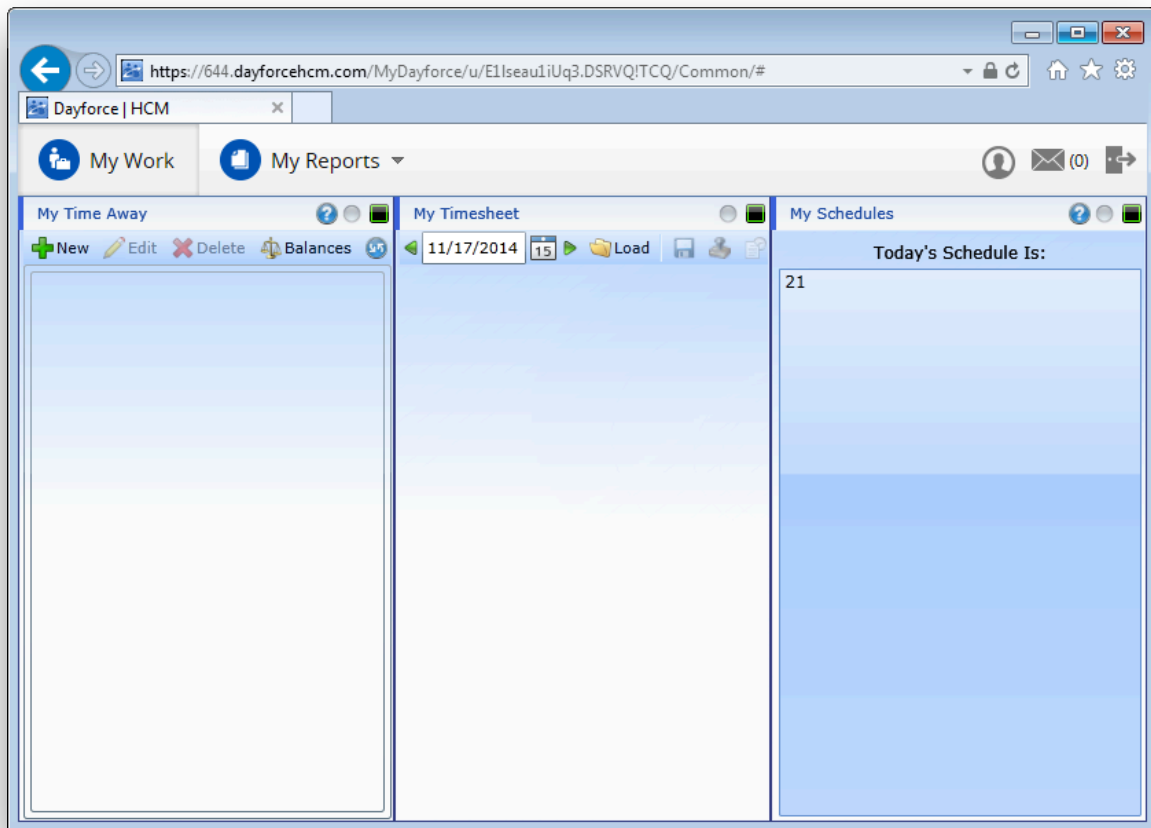 https://644.dayforcehcm.com/MyDayforce/u/E1Iseau1iUq3.DSRVQ!TCQ/Common/#
Dayforce | HCM
My Work My Reports (0)
My Time Away My Timesheet My Schedules
New Edit Delete Balances 11/17/2014 15 Load Today's Schedule Is:
21